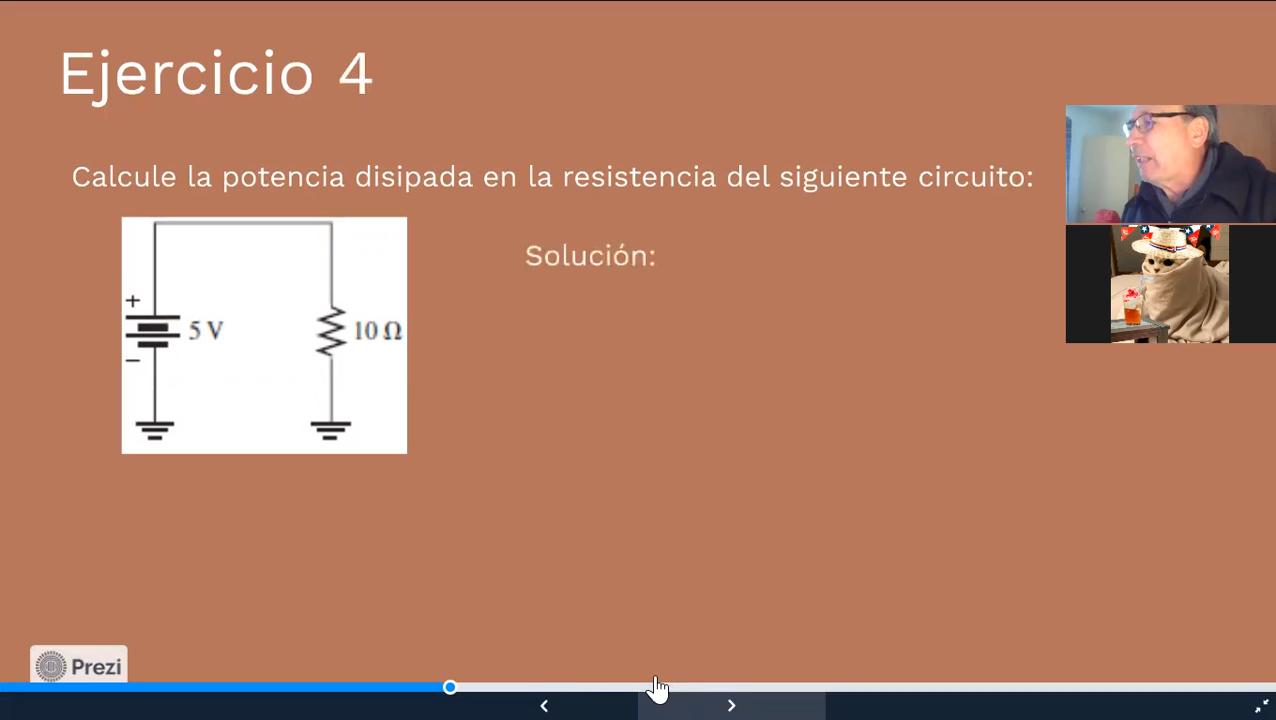 Ejercicio 4
Calcule la potencia disipada en la resistencia del siguiente circuito:
Solución:
+
5 V
10 Ω
−
Prezi